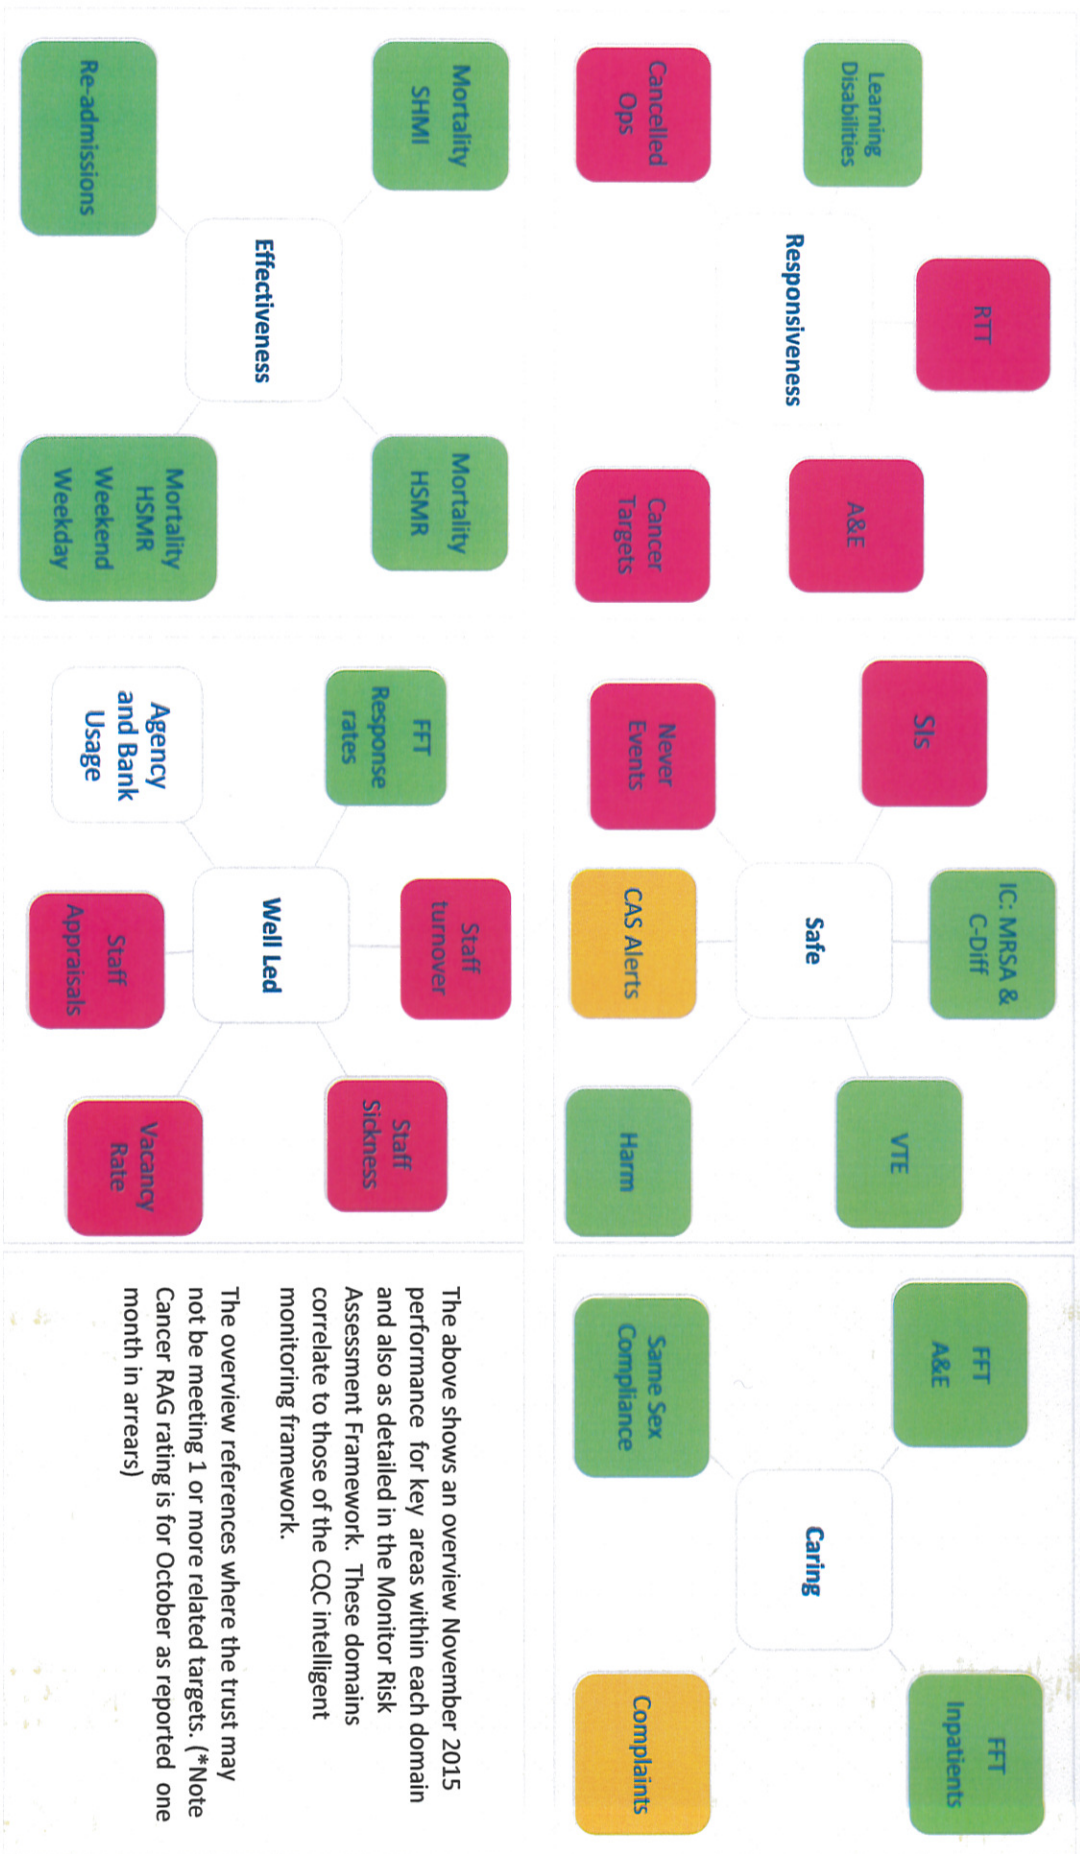 RTT
Learning
Disabilities
A&E
Responsiveness
Cancelled
Ops
Cancer
Targets
IC: MRSA &
C-Diff
SIs
VTE
Safe
Never
Events
CAS Alerts
Harm
FFT
A&E
FFT
Inpatients
Caring
Same Sex
Compliance
Complaints
Mortality
SHMI
Mortality
HSMR
Effectiveness
Re-admissions
Mortality
HSMR
Weekend
Weekday
Staff
turnover
FFT
Response
rates
Staff
Sickness
Well Led
Agency
and Bank
Usage
Staff
Appraisals
Vacancy
Rate
The above shows an overview November 2015
performance for key areas within each domain
and also as detailed in the Monitor Risk
Assessment Framework. These domains
correlate to those of the CQC intelligent
monitoring framework.
The overview references where the trust may
not be meeting 1 or more related targets. (*Note
Cancer RAG rating is for October as reported one
month in arrears)